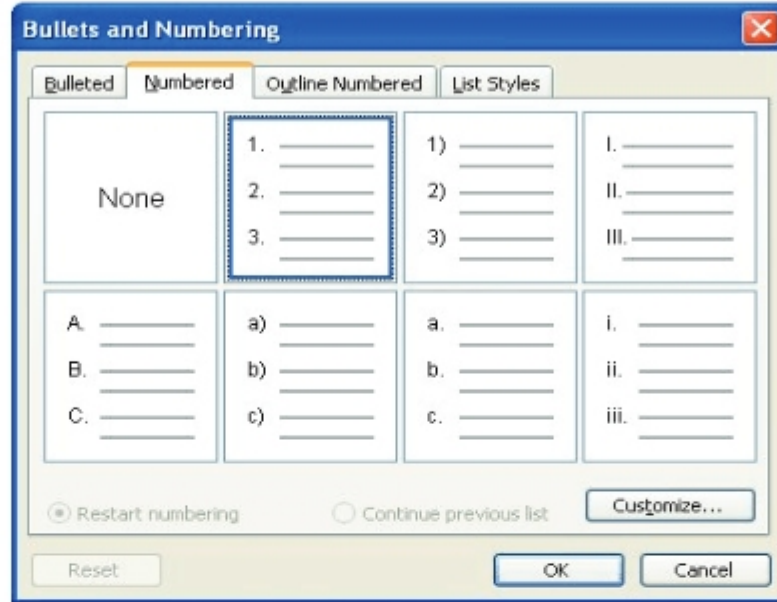 Bullets and Numbering
Bulleted Numbered Outline Numbered List Styles
None
1.
2.
3.
1)
2)
3)
I.
II.
III.
A.
B.
C.
a)
b)
c)
a.
b.
c.
i.
ii.
iii.
Restart numbering Continue previous list Customize...
Reset OK Cancel